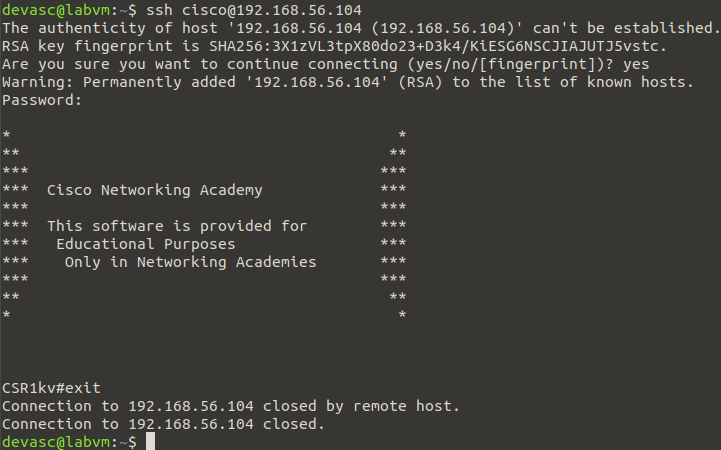 devasc@labvm:~$ ssh cisco@192.168.56.104
The authenticity of host '192.168.56.104 (192.168.56.104)' can't be established.
RSA key fingerprint is SHA256:3X1zVL3tpX80do23+D3k4/KiESG6NSCJIAJUTJ5vstc.
Are you sure you want to continue connecting (yes/no/[fingerprint])? yes
Warning: Permanently added '192.168.56.104' (RSA) to the list of known hosts.
Password:

*                                           *
**                                         **
***                                       ***
***  Cisco Networking Academy             ***
***                                       ***
***  This software is provided for        ***
***   Educational Purposes                ***
***    Only in Networking Academies       ***
***                                       ***
**                                         **
*                                           *

CSR1kv#exit
Connection to 192.168.56.104 closed by remote host.
Connection to 192.168.56.104 closed.
devasc@labvm:~$